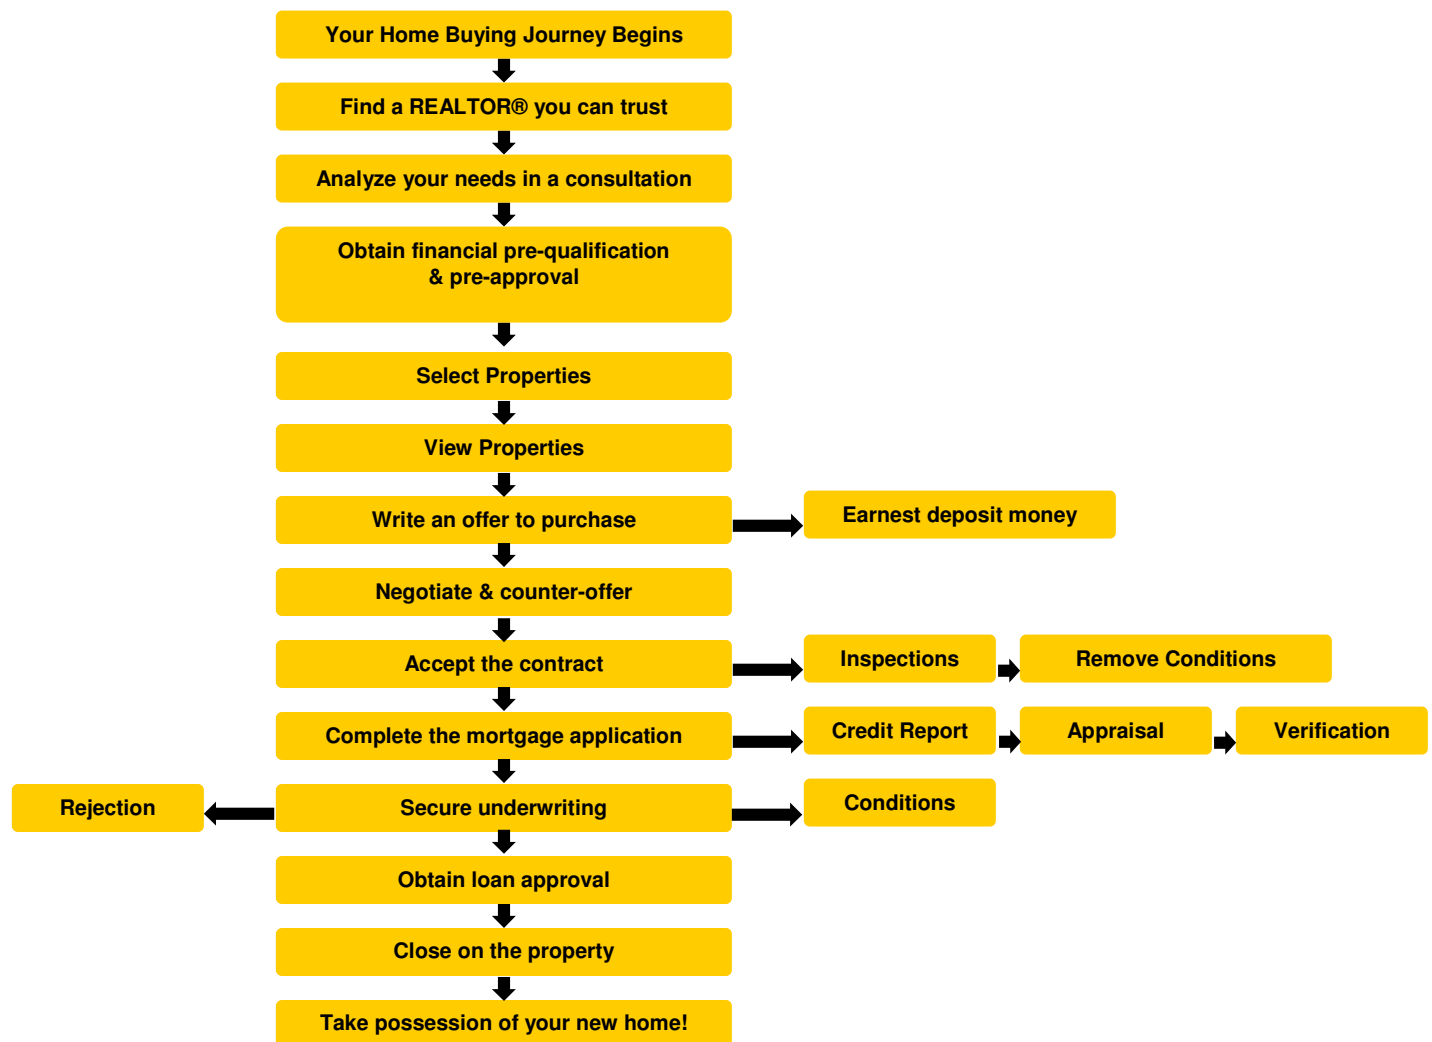 Your Home Buying Journey Begins
Find a REALTOR® you can trust
Analyze your needs in a consultation
Obtain financial pre-qualification
& pre-approval
Select Properties
View Properties
Write an offer to purchase
Earnest deposit money
Negotiate & counter-offer
Accept the contract
Inspections
Remove Conditions
Complete the mortgage application
Credit Report
Appraisal
Verification
Rejection
Secure underwriting
Conditions
Obtain loan approval
Close on the property
Take possession of your new home!